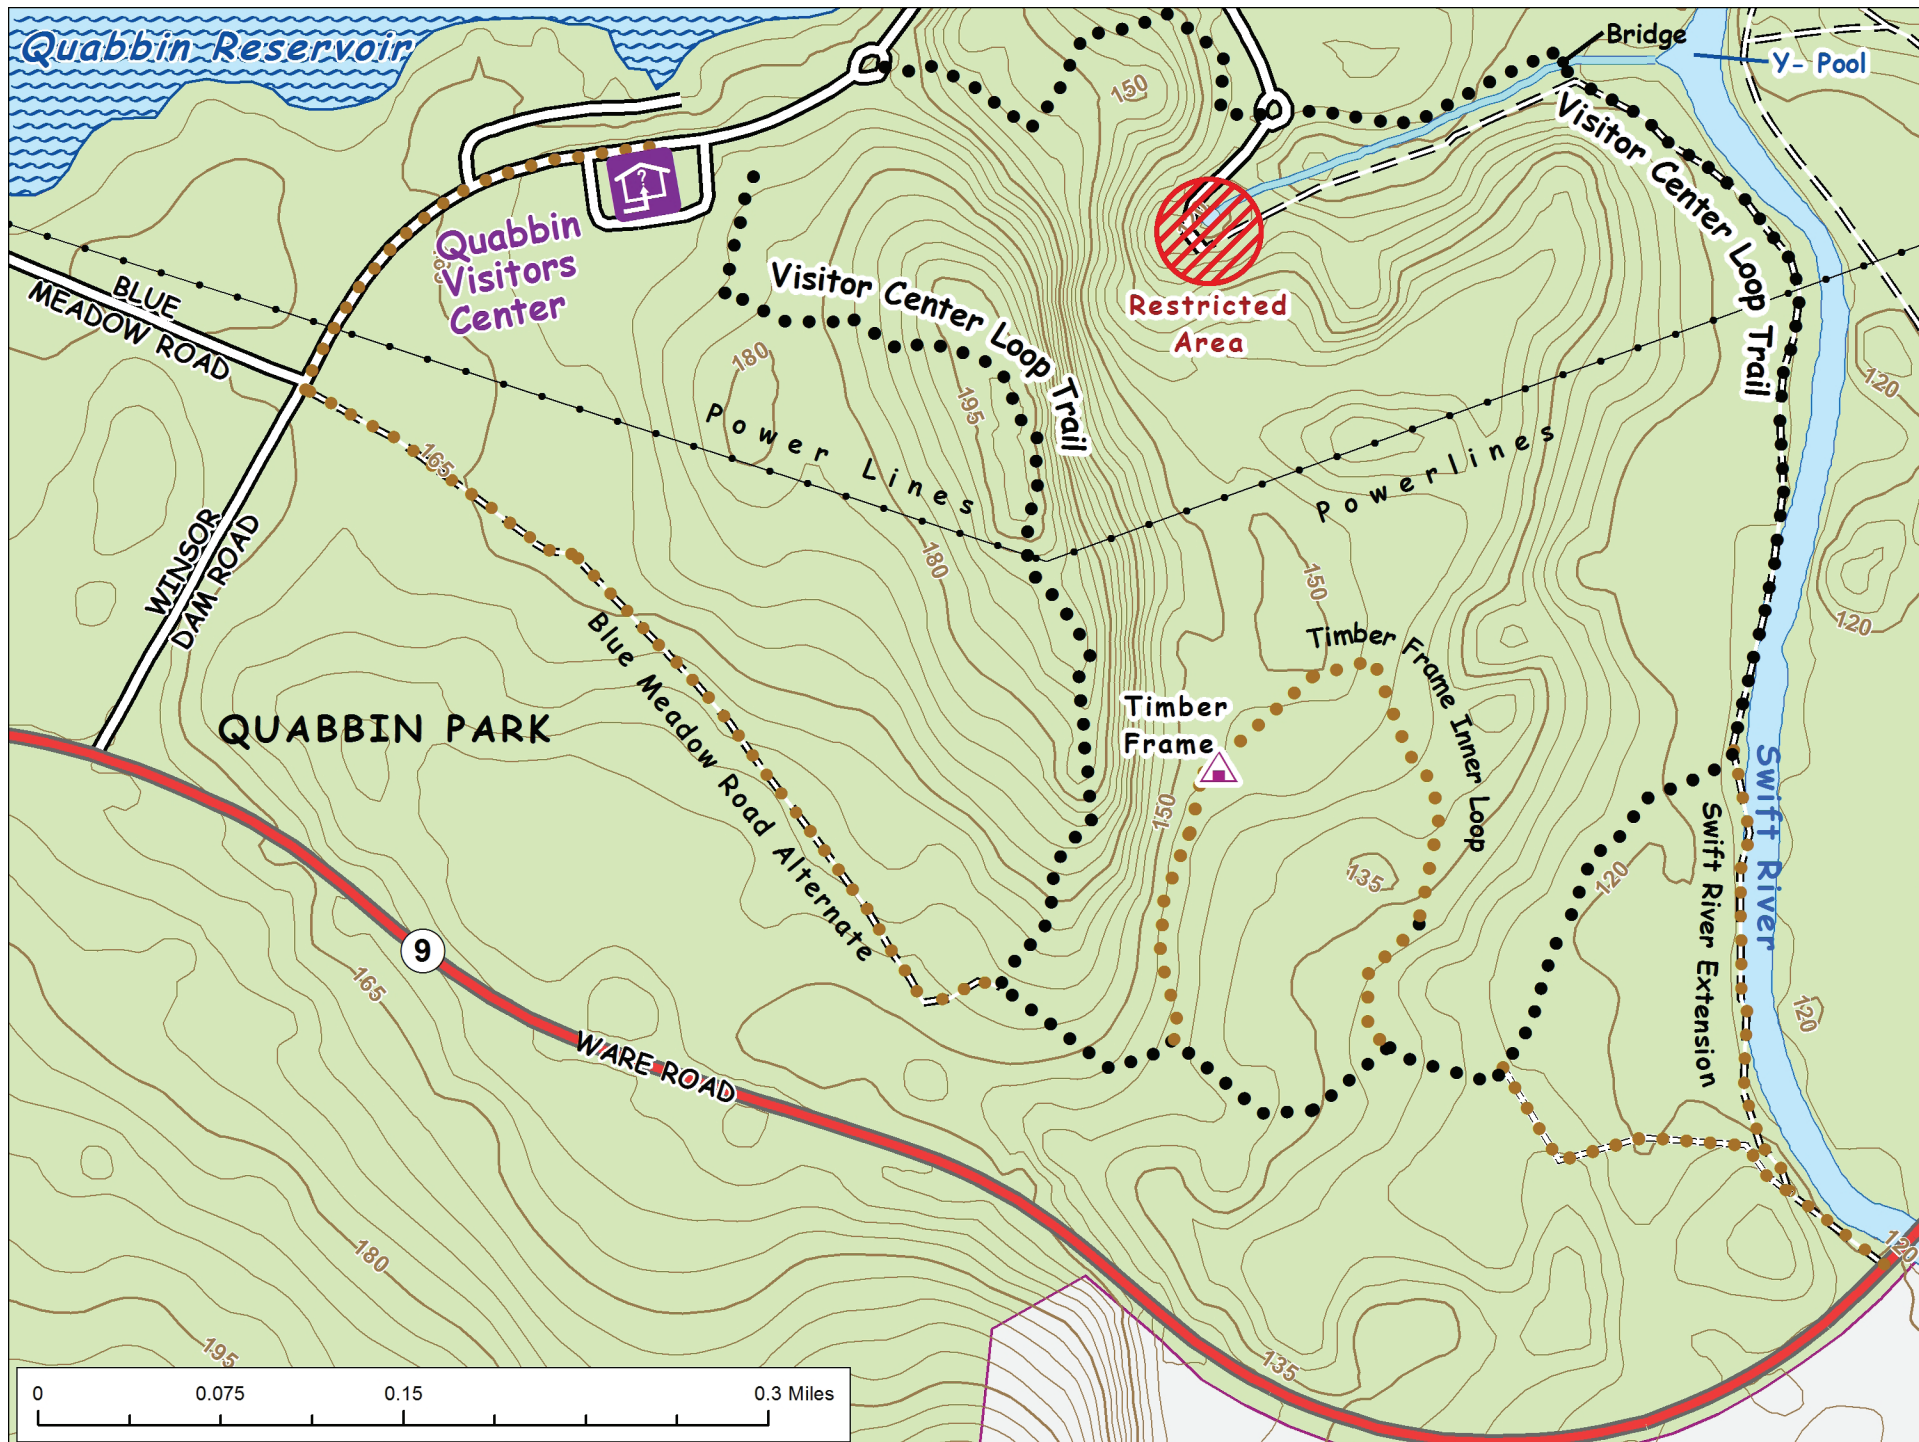 Quabbin Reservoir
Bridge
Y- Pool
150
Visitor Center Loop Trail
?
Quabbin
Visitors
Center
BLUE
MEADOW ROAD
Visitor Center Loop Trail
Restricted
Area
180
195
120
Power Lines
Powerlines
165
180
150
WINSOR
DAM ROAD
120
Blue Meadow Road Alternate
Timber Frame Inner Loop
QUABBIN PARK
Timber
Frame
150
135
120
Swift River
Swift River Extension
9
165
120
WARE ROAD
180
120
195
135
0
0.075
0.15
0.3 Miles